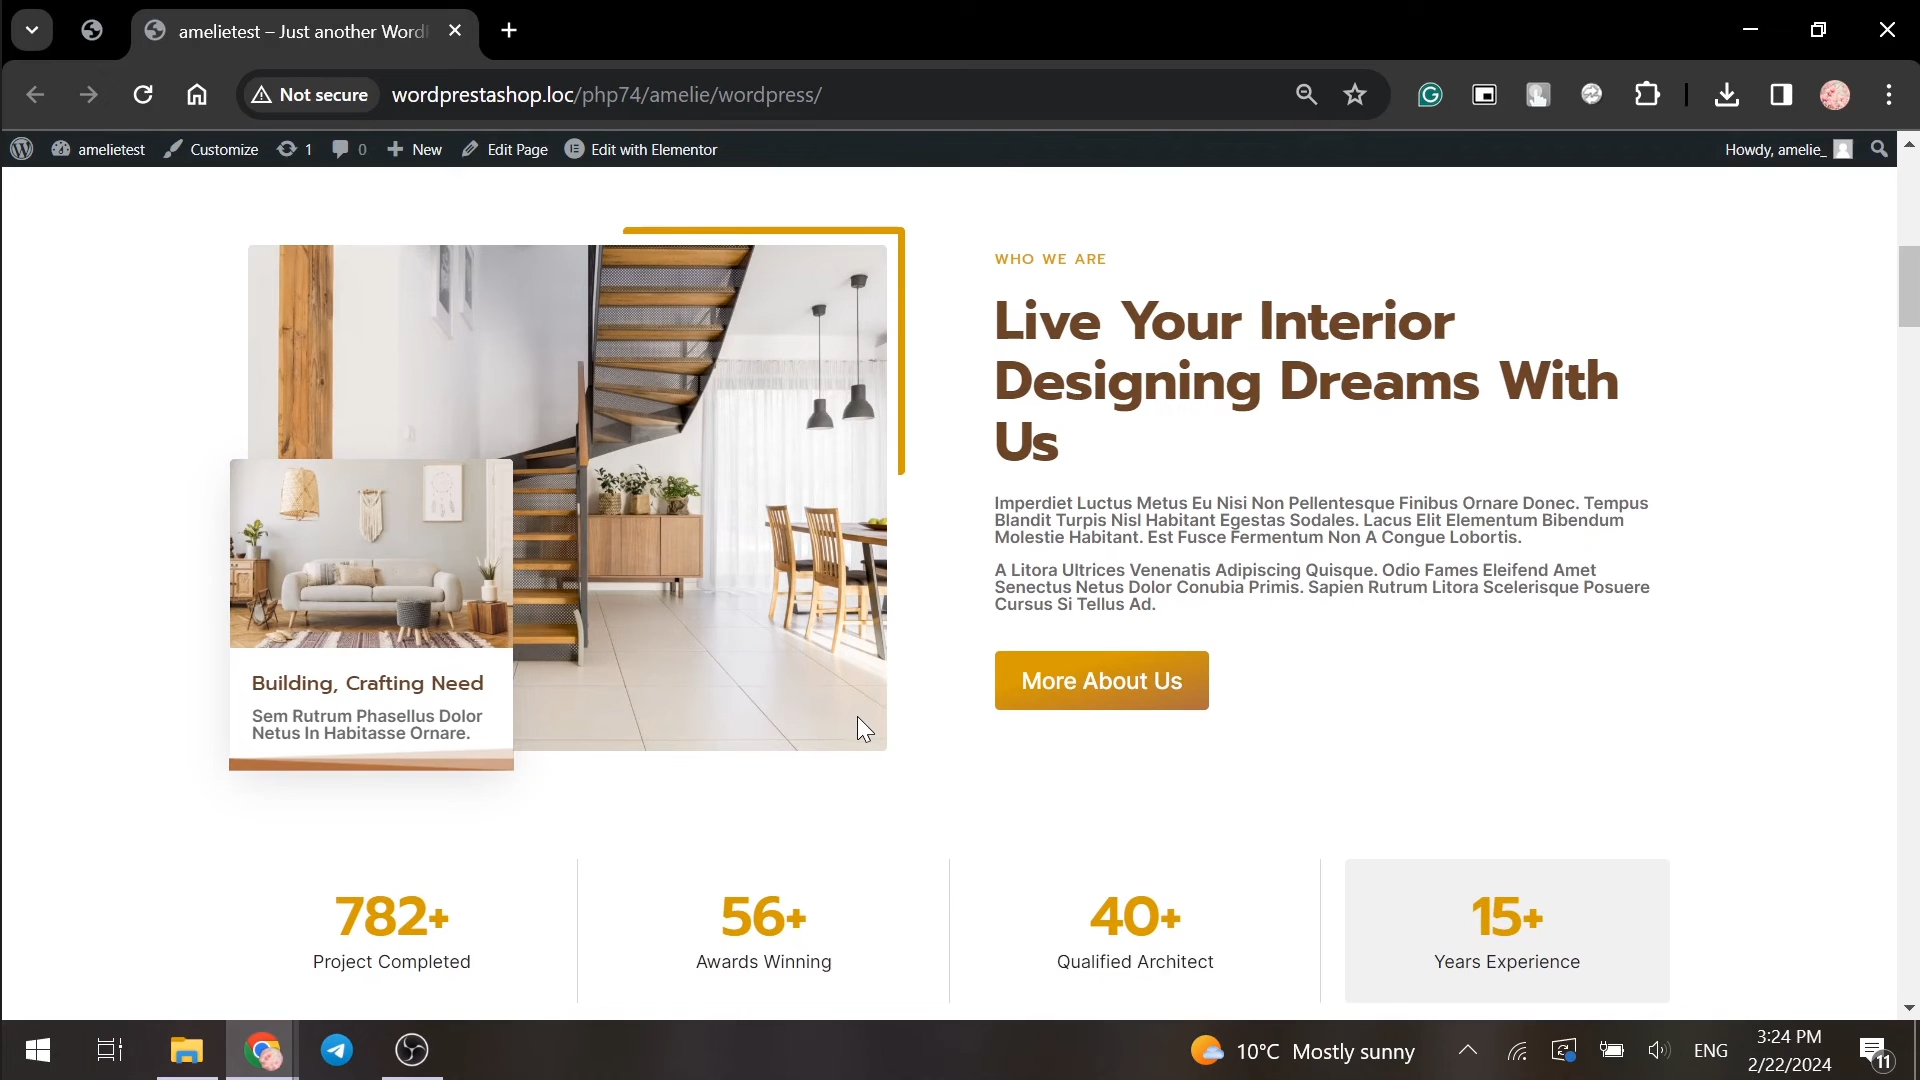 amelietest – Just another Word
Not secure
wordprestashop.loc/php74/amelie/wordpress/
amelietest
Customize
1
0
New
Edit Page
Edit with Elementor
Howdy, amelie_
WHO WE ARE
Live Your Interior
Designing Dreams With
Us
Imperdiet Luctus Metus Eu Nisi Non Pellentesque Finibus Ornare Donec. Tempus
Blandit Turpis Nisl Habitant Egestas Sodales. Lacus Elit Elementum Bibendum
Molestie Habitant. Est Fusce Fermentum Non A Congue Lobortis.
A Litora Ultrices Venenatis Adipiscing Quisque. Odio Fames Eleifend Amet
Senectus Netus Dolor Conubia Primis. Sapien Rutrum Litora Scelerisque Posuere
Cursus Si Tellus Ad.
More About Us
Building, Crafting Need
Sem Rutrum Phasellus Dolor
Netus In Habitasse Ornare.
782+
Project Completed
56+
Awards Winning
40+
Qualified Architect
15+
Years Experience
10°C Mostly sunny
ENG
3:24 PM
2/22/2024
11